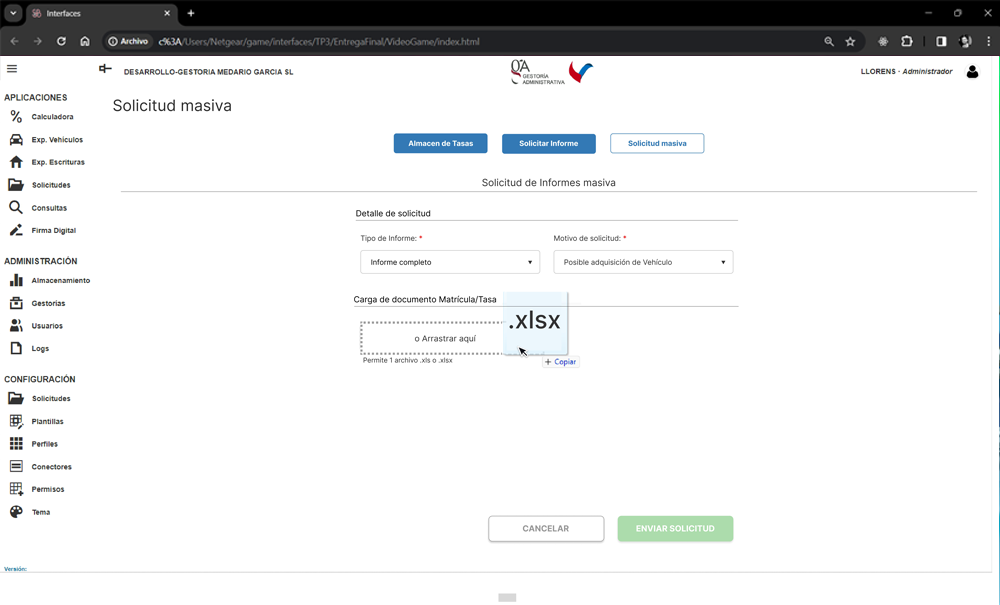 Interfaces
Archivo c%3A/Users/Netgear/game/interfaces/TP3/EntregaFinal/VideoGame/index.html
DESARROLLO-GESTORIA MEDARIO GARCIA SL
GA
GESTORÍA
ADMINISTRATIVA
LLORENS - Administrador
APLICACIONES
Calculadora
Exp. Vehículos
Exp. Escrituras
Solicitudes
Consultas
Firma Digital
ADMINISTRACIÓN
Almacenamiento
Gestorias
Usuarios
Logs
CONFIGURACIÓN
Solicitudes
Plantillas
Perfiles
Conectores
Permisos
Tema
Versión:
Solicitud masiva
Almacen de Tasas
Solicitar Informe
Solicitud masiva
Solicitud de Informes masiva
Detalle de solicitud
Tipo de Informe: *
Motivo de solicitud: *
Informe completo
Posible adquisición de Vehículo
Carga de documento Matrícula/Tasa
.xlsx
o Arrastrar aquí
Permite 1 archivo .xls o .xlsx
+ Copiar
CANCELAR
ENVIAR SOLICITUD